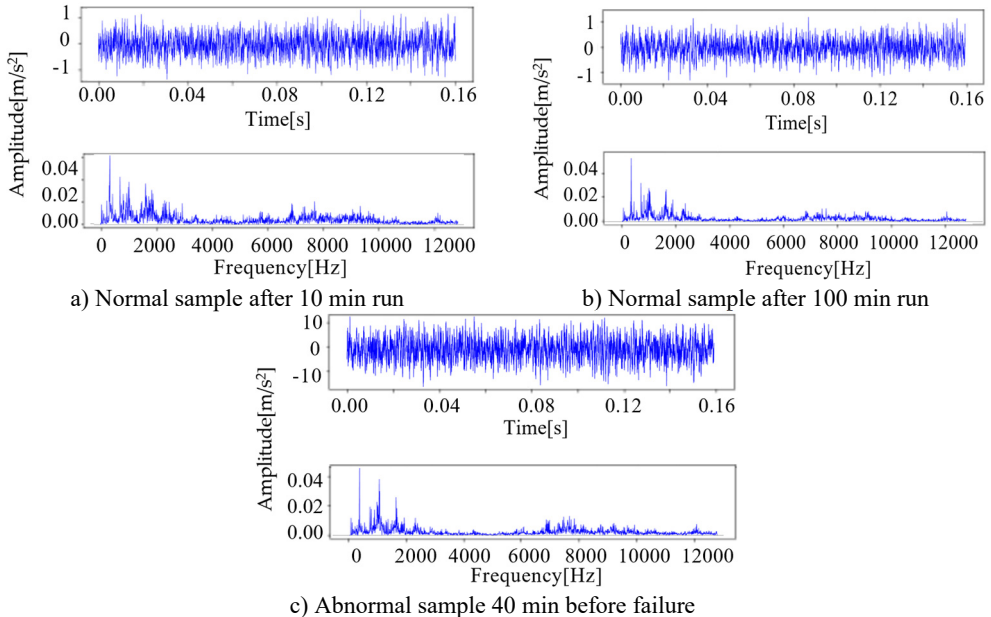 Amplitude[m/s²]
1
0
-1
0.00 0.04 0.08 0.12 0.16
Time[s]
0.04
0.02
0.00
0 2000 4000 6000 8000 10000 12000
Frequency[Hz]
a) Normal sample after 10 min run
Amplitude[m/s²]
1
0
-1
0.00 0.04 0.08 0.12 0.16
Time[s]
0.04
0.02
0.00
0 2000 4000 6000 8000 10000 12000
Frequency[Hz]
b) Normal sample after 100 min run
Amplitude[m/s²]
10
0
-10
0.00 0.04 0.08 0.12 0.16
Time[s]
0.04
0.02
0.00
0 2000 4000 6000 8000 10000 12000
Frequency[Hz]
c) Abnormal sample 40 min before failure